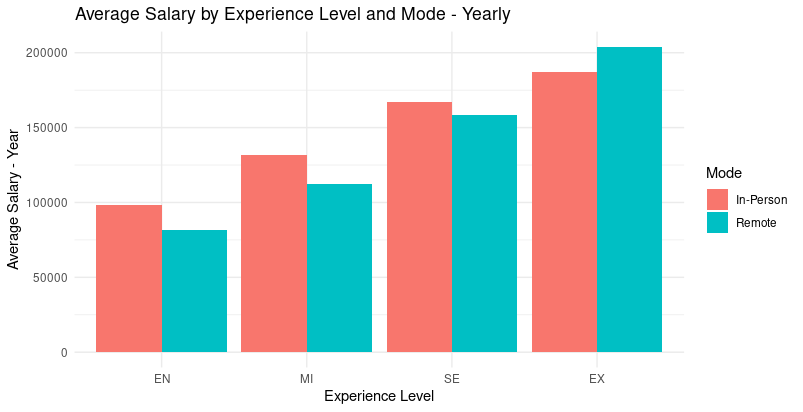 Average Salary by Experience Level and Mode - Yearly
Average Salary - Year
200000
150000
100000
50000
0
EN MI SE EX
Experience Level
Mode
In-Person
Remote